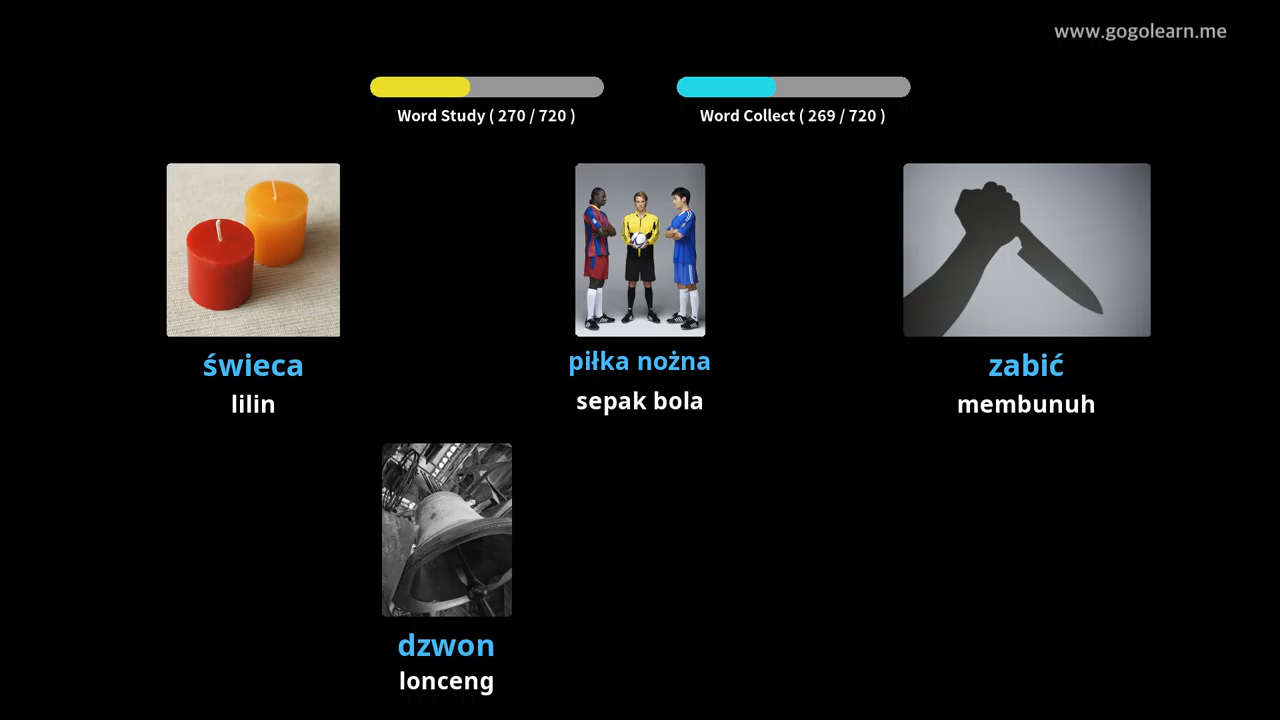 www.gogolearn.me
Word Study ( 270 / 720 )
Word Collect ( 269 / 720 )
świeca
lilin
piłka nożna
sepak bola
zabić
membunuh
dzwon
lonceng